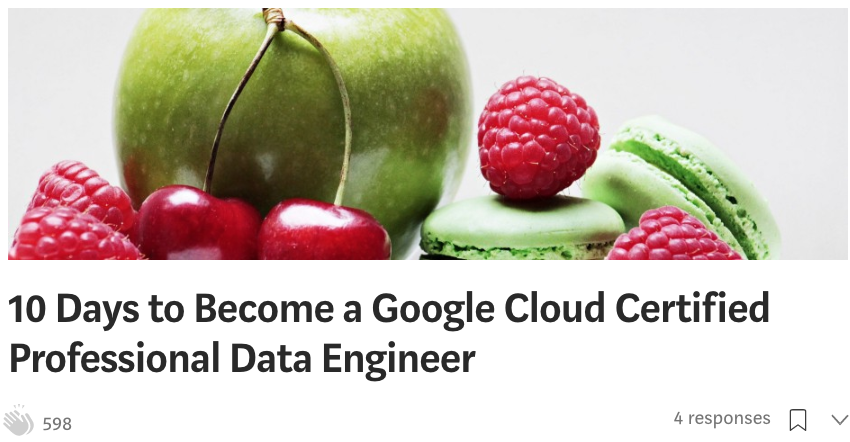 10 Days to Become a Google Cloud Certified
Professional Data Engineer
598
4 responses